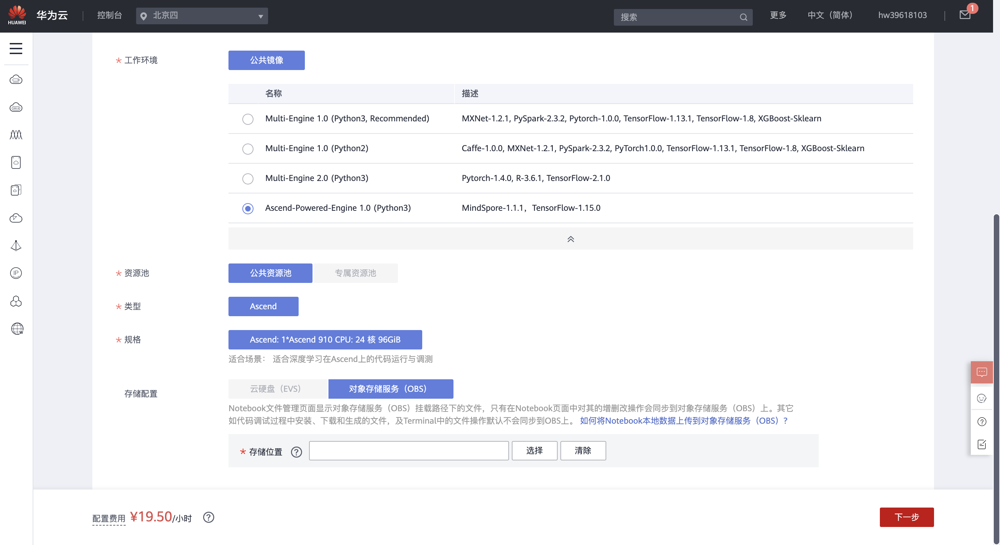 HUAWEI
华为云
控制台
北京四
搜索
更多
中文（简体）
hw39618103
1
* 工作环境
公共镜像
名称 描述
Multi-Engine 1.0 (Python3, Recommended) MXNet-1.2.1, PySpark-2.3.2, Pytorch-1.0.0, TensorFlow-1.13.1, TensorFlow-1.8, XGBoost-Sklearn
Multi-Engine 1.0 (Python2) Caffe-1.0.0, MXNet-1.2.1, PySpark-2.3.2, PyTorch1.0.0, TensorFlow-1.13.1, TensorFlow-1.8, XGBoost-Sklearn
Multi-Engine 2.0 (Python3) Pytorch-1.4.0, R-3.6.1, TensorFlow-2.1.0
Ascend-Powered-Engine 1.0 (Python3) MindSpore-1.1.1，TensorFlow-1.15.0
* 资源池
公共资源池 专属资源池
IP
* 类型
Ascend
W
* 规格
Ascend: 1*Ascend 910 CPU: 24 核 96GiB
适合场景： 适合深度学习在Ascend上的代码运行与调测
存储配置
云硬盘（EVS） 对象存储服务（OBS）
Notebook文件管理页面显示对象存储服务（OBS）挂载路径下的文件，只有在Notebook页面中对其的增删改操作会同步到对象存储服务（OBS）上。其它
如代码调试过程中安装、下载和生成的文件，及Terminal中的文件操作默认不会同步到OBS上。 如何将Notebook本地数据上传到对象存储服务（OBS）?
* 存储位置 ? 选择 清除
配置费用 ¥19.50/小时 ?
下一步